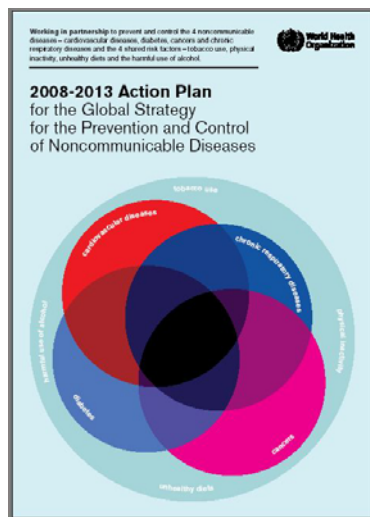 Working in partnership to prevent and control the 4 noncommunicable
diseases – cardiovascular diseases, diabetes, cancers and chronic
respiratory diseases and the 4 shared risk factors – tobacco use, physical
inactivity, unhealthy diets and the harmful use of alcohol.
World Health
Organization
2008-2013 Action Plan
for the Global Strategy
for the Prevention and Control
of Noncommunicable Diseases
tobacco use
cardiovascular diseases
chronic respiratory diseases
harmful use of alcohol
physical inactivity
diabetes
cancers
unhealthy diets